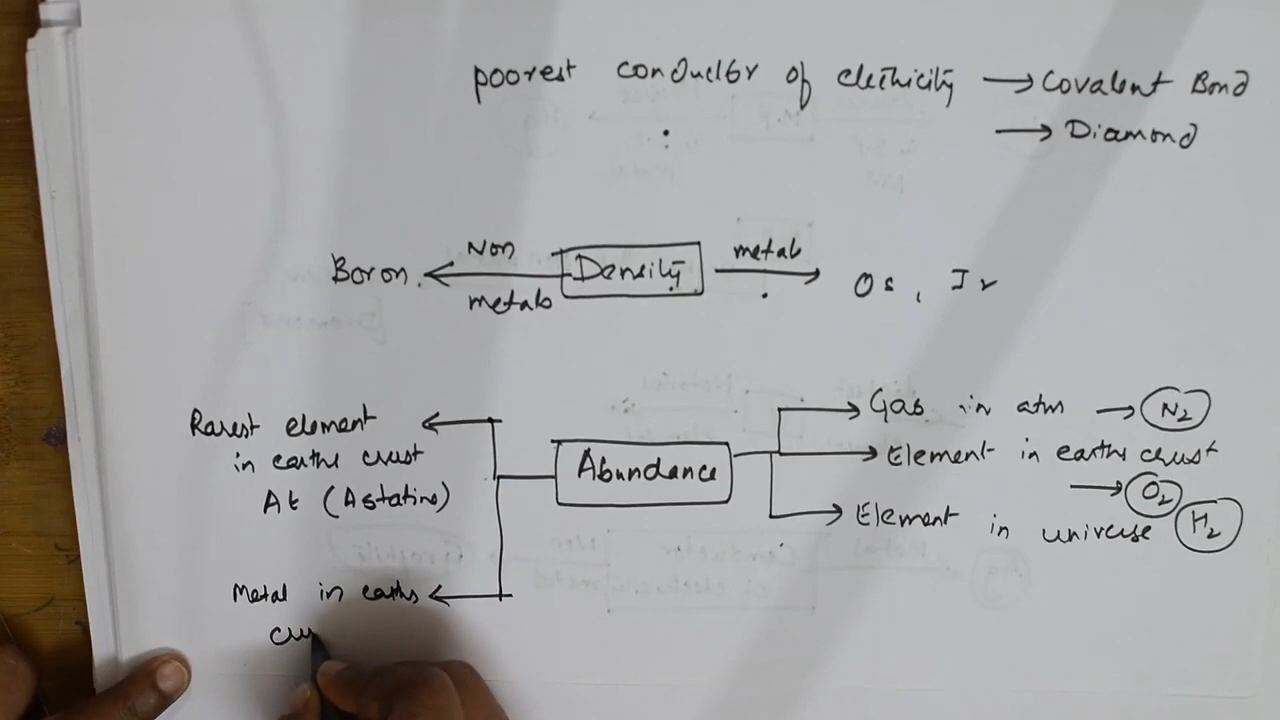 poorest conductor of electricity → Covalent Bond
→ Diamond
Boron. ← Non metals Density metals → Os, Ir
Rarest element
in earths crust
At (Astatine)
Metal in earths
cru
Abundance
Gas in atm → N2
Element in earths crust
→ O2
Element in universe H2